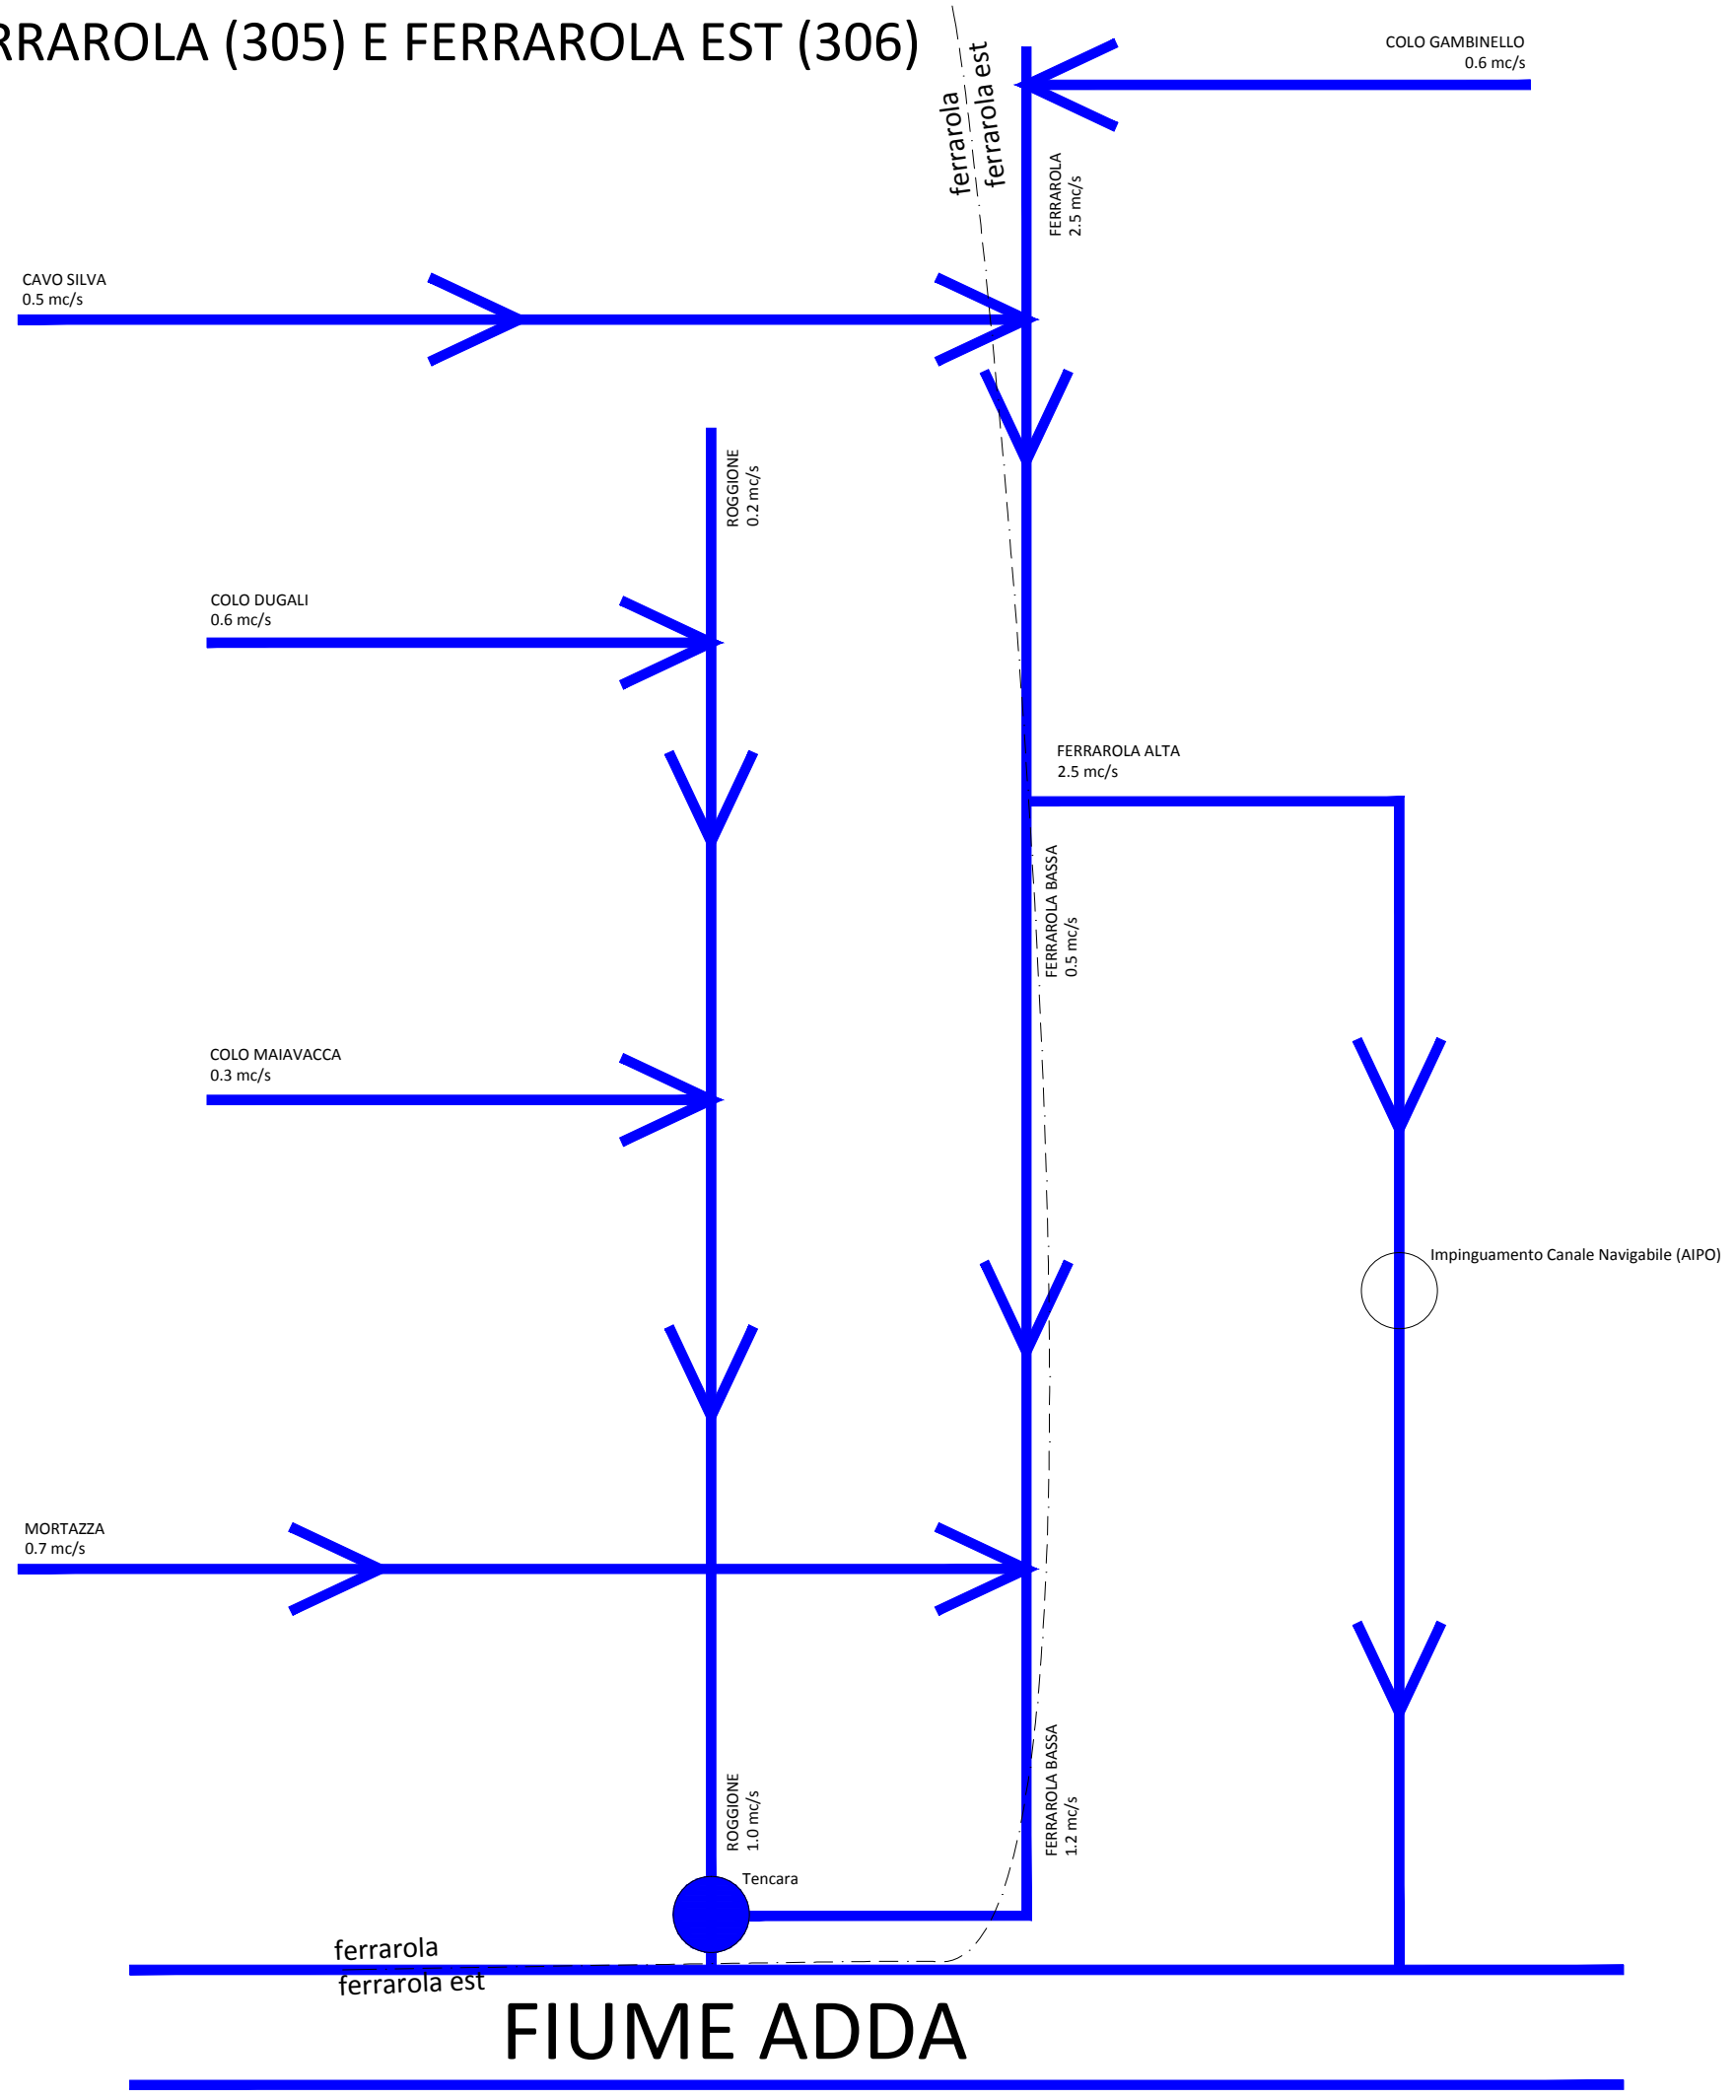 RRAROLA (305) E FERRAROLA EST (306)
COLO GAMBINELLO
0.6 mc/s
ferrarola
ferrarola est
FERRAROLA
2.5 mc/s
CAVO SILVA
0.5 mc/s
ROGGIONE
0.2 mc/s
COLO DUGALI
0.6 mc/s
FERRAROLA ALTA
2.5 mc/s
FERRAROLA BASSA
0.5 mc/s
COLO MAIAVACCA
0.3 mc/s
Impinguamento Canale Navigabile (AIPO)
MORTAZZA
0.7 mc/s
ROGGIONE
1.0 mc/s
FERRAROLA BASSA
1.2 mc/s
Tencara
ferrarola
ferrarola est
FIUME ADDA